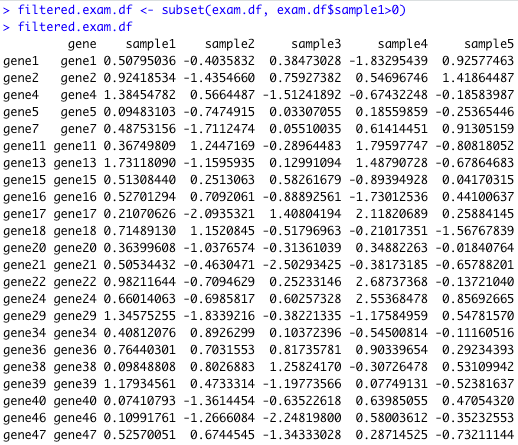 > filtered.exam.df <- subset(exam.df, exam.df$sample1>0)
> filtered.exam.df
gene sample1 sample2 sample3 sample4 sample5
gene1 gene1 0.50795036 -0.4035832 0.38473028 -1.83295439 0.92577463
gene2 gene2 0.92418534 -1.4354660 0.75927382 0.54696746 1.41864487
gene4 gene4 1.38454782 0.5664487 -1.51241892 -0.67432248 -0.18583987
gene5 gene5 0.09483103 -0.7474915 0.03307055 0.18559859 -0.25365446
gene7 gene7 0.48753156 -1.7112474 0.05510035 0.61414451 0.91305159
gene11 gene11 0.36749809 1.2447169 -0.28964483 1.79597747 -0.80818052
gene13 gene13 1.73118090 -1.1595935 0.12991094 1.48790728 -0.67864683
gene15 gene15 0.51308440 0.2513063 0.58261679 -0.89394928 0.04170315
gene16 gene16 0.52701294 0.7092061 -0.88892561 -1.73012536 0.44100637
gene17 gene17 0.21070626 -2.0935321 1.40804194 2.11820689 0.25884145
gene18 gene18 0.71489130 1.1520845 -0.51796963 -0.21017351 -1.56767839
gene20 gene20 0.36399608 -1.0376574 -0.31361039 0.34882263 -0.01840764
gene21 gene21 0.50534432 -0.4630471 -2.50293425 -0.38173185 -0.65788201
gene22 gene22 0.98211644 -0.7094629 0.25233146 2.68737368 -0.13721040
gene24 gene24 0.66014063 -0.6985817 0.60257328 2.55368478 0.85692665
gene29 gene29 1.34575255 -1.8339216 -0.38221335 -1.17584959 0.54781570
gene34 gene34 0.40812076 0.8926299 0.10372396 -0.54500814 -0.11160516
gene36 gene36 0.76440301 0.7031553 0.81735781 0.90339654 0.29234393
gene38 gene38 0.09848808 0.8026883 1.25824170 -0.30726478 0.53109942
gene39 gene39 1.17934561 0.4733314 -1.19773566 0.07749131 -0.52381637
gene40 gene40 0.07410793 -1.3614454 -0.63522618 0.63985055 0.47054320
gene46 gene46 0.10991761 -1.2666084 -2.24819800 0.58003612 -0.35232553
gene47 gene47 0.52570051 0.6744545 -1.34333028 0.28714525 -0.73211144